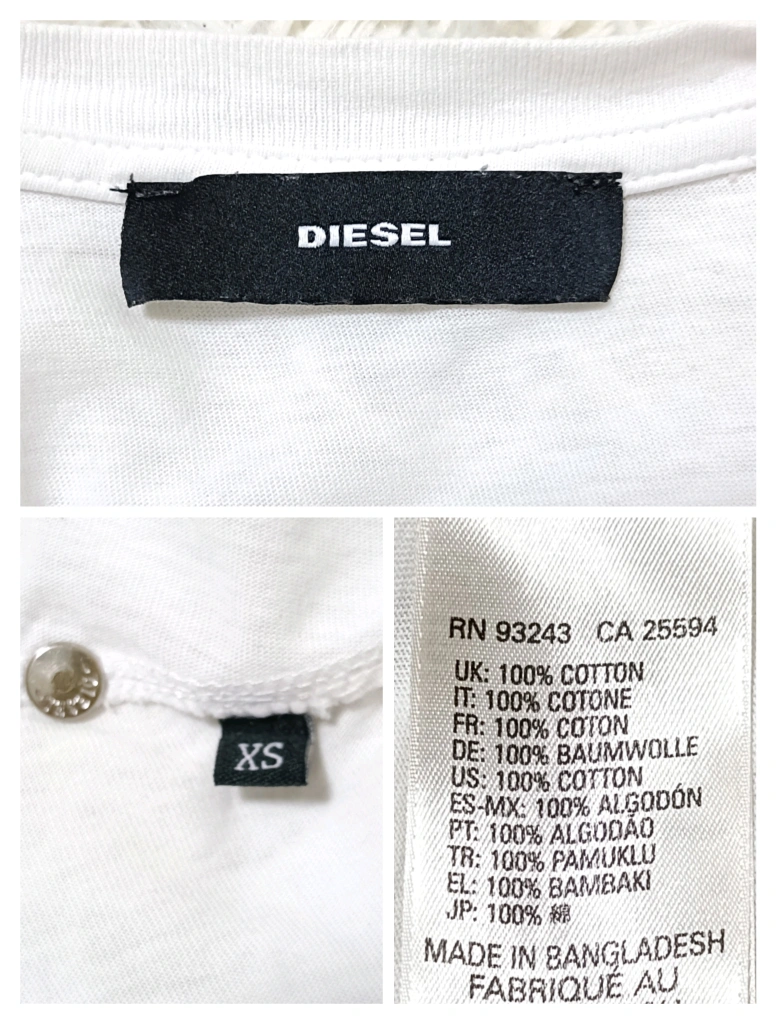 DIESEL
XS
RN 93243 CA 25594
UK: 100% COTTON
IT: 100% COTONE
FR: 100% COTON
DE: 100% BAUMWOLLE
US: 100% COTTON
ES-MX: 100% ALGODÓN
PT: 100% ALGODÃO
TR: 100% PAMUKLU
EL: 100% BAMBAKI
JP: 100% 綿
MADE IN BANGLADESH
FABRIQUÉ AU